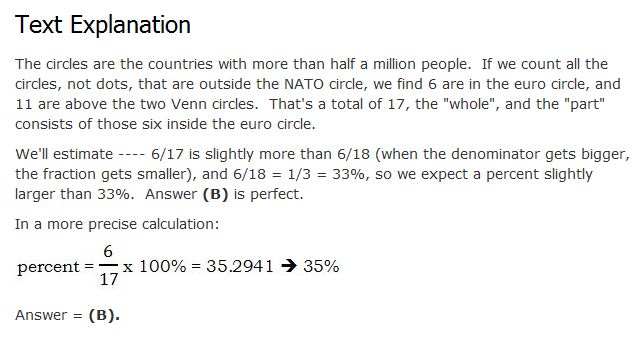 Text Explanation
The circles are the countries with more than half a million people.  If we count all the
circles, not dots, that are outside the NATO circle, we find 6 are in the euro circle, and
11 are above the two Venn circles.  That's a total of 17, the "whole", and the "part"
consists of those six inside the euro circle.
We'll estimate ---- 6/17 is slightly more than 6/18 (when the denominator gets bigger,
the fraction gets smaller), and 6/18 = 1/3 = 33%, so we expect a percent slightly
larger than 33%.  Answer (B) is perfect.
In a more precise calculation:
percent = 6/17 x 100% = 35.2941 → 35%
Answer = (B).